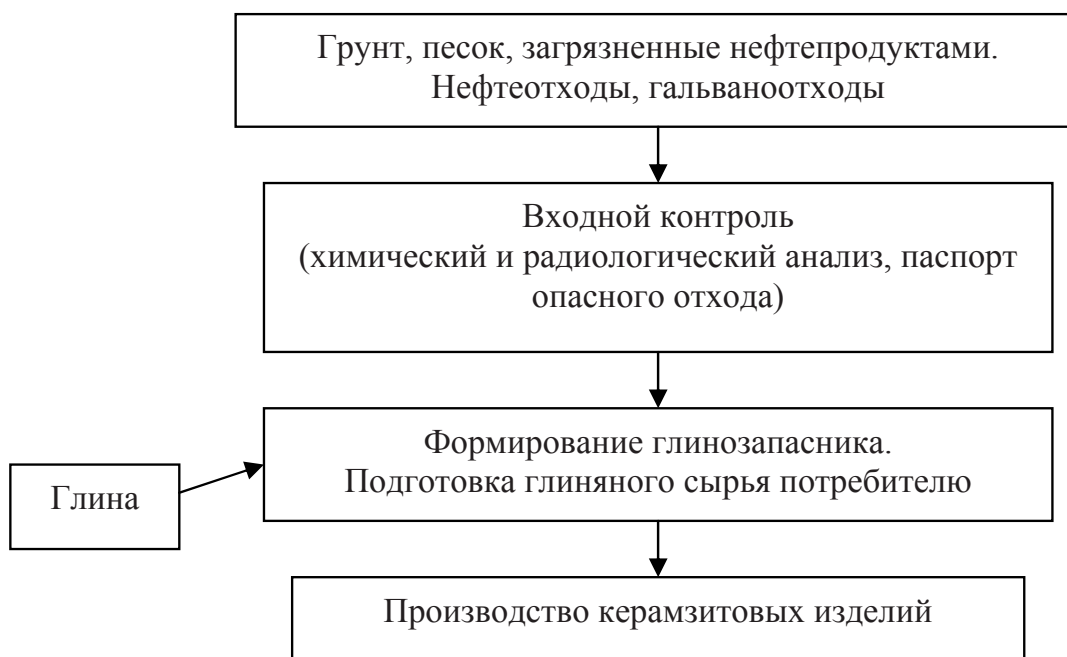 Грунт, песок, загрязненные нефтепродуктами.
Нефтеотходы, гальваноотходы
Входной контроль
(химический и радиологический анализ, паспорт
опасного отхода)
Формирование глинозапасника.
Подготовка глиняного сырья потребителю
Глина
Производство керамзитовых изделий